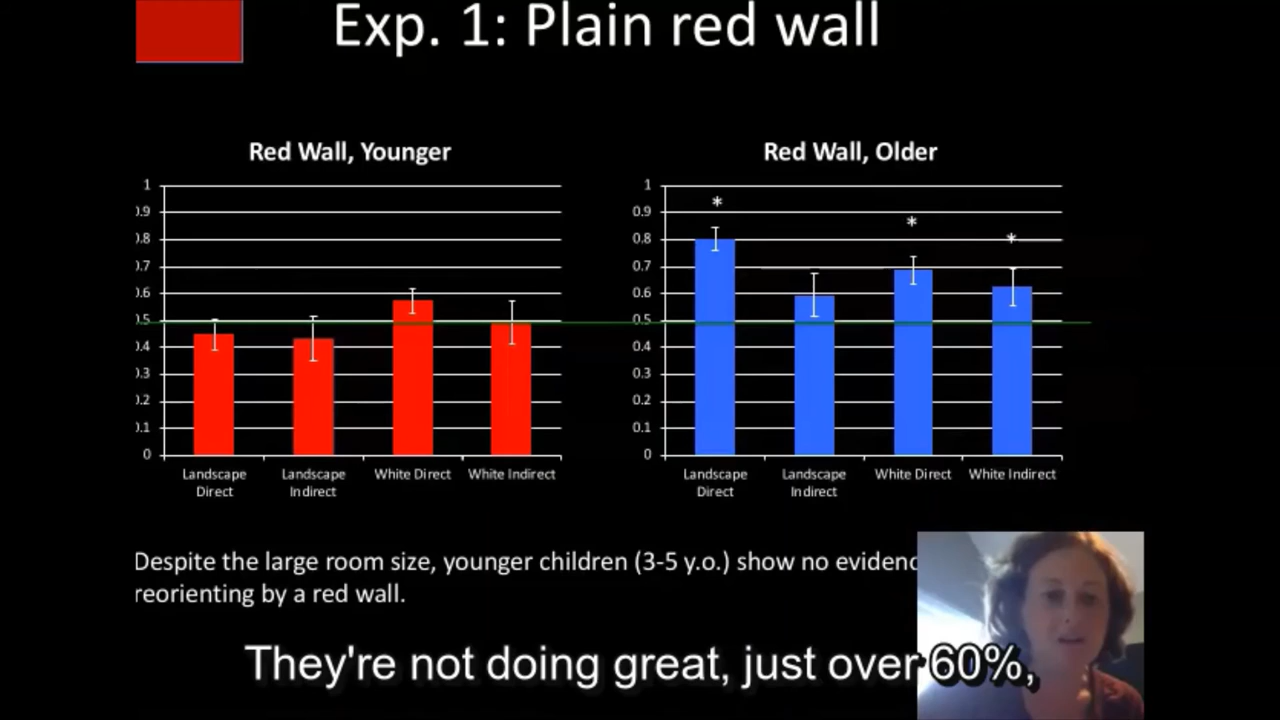 Exp. 1: Plain red wall
Red Wall, Younger
1
0.9
0.8
0.7
0.6
0.5
0.4
0.3
0.2
0.1
0
Landscape Direct
Landscape Indirect
White Direct
White Indirect
Red Wall, Older
1
0.9
0.8
0.7
0.6
0.5
0.4
0.3
0.2
0.1
0
*
*
*
Landscape Direct
Landscape Indirect
White Direct
White Indirect
Despite the large room size, younger children (3-5 y.o.) show no evidenc
reorienting by a red wall.
They're not doing great, just over 60%,